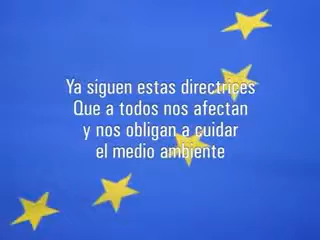 Ya siguen estas directrices
Que a todos nos afectan
y nos obligan a cuidar
el medio ambiente